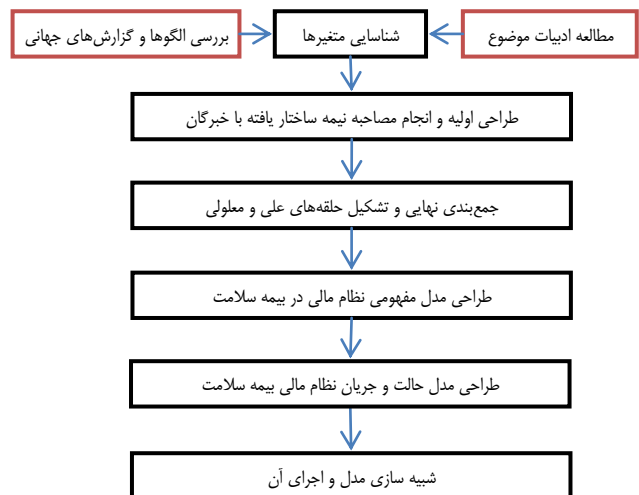 مطالعه ادبیات موضوع
شناسایی متغیرها
بررسی الگوها و گزارش‌های جهانی
طراحی اولیه و انجام مصاحبه نیمه ساختار یافته با خبرگان
جمع‌بندی نهایی و تشکیل حلقه‌های علی و معلولی
طراحی مدل مفهومی نظام مالی در بیمه سلامت
طراحی مدل حالت و جریان نظام مالی بیمه سلامت
شبیه سازی مدل و اجرای آن